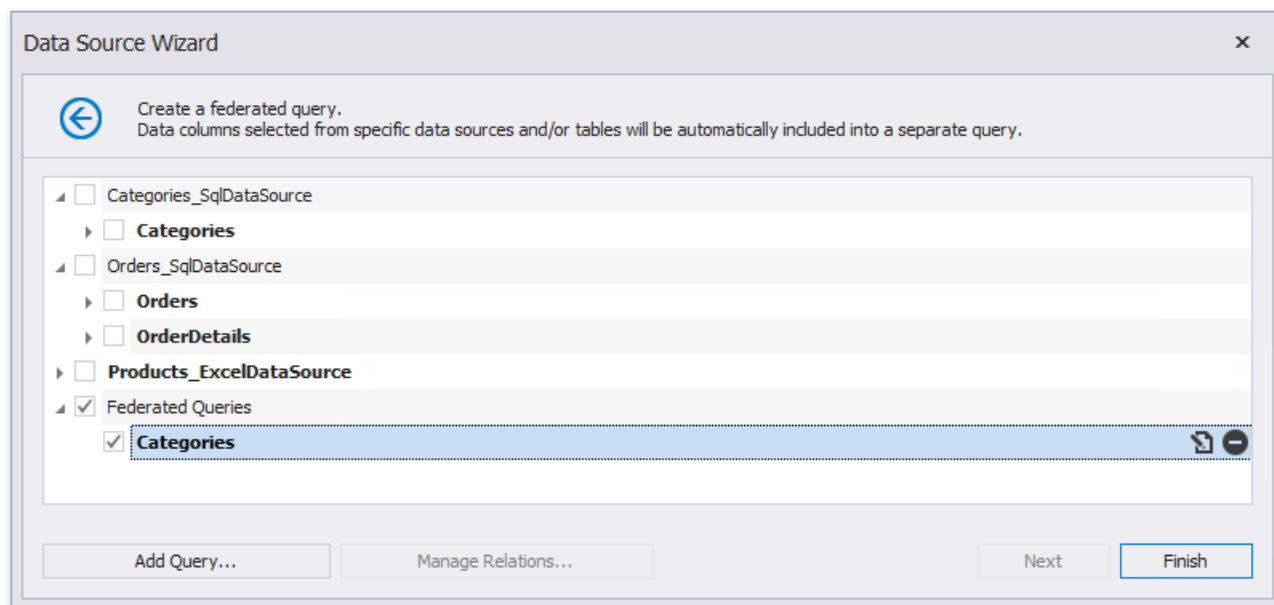 Data Source Wizard
Create a federated query.
Data columns selected from specific data sources and/or tables will be automatically included into a separate query.
Categories_SqlDataSource
Categories
Orders_SqlDataSource
Orders
OrderDetails
Products_ExcelDataSource
Federated Queries
Categories
Add Query... Manage Relations... Next Finish